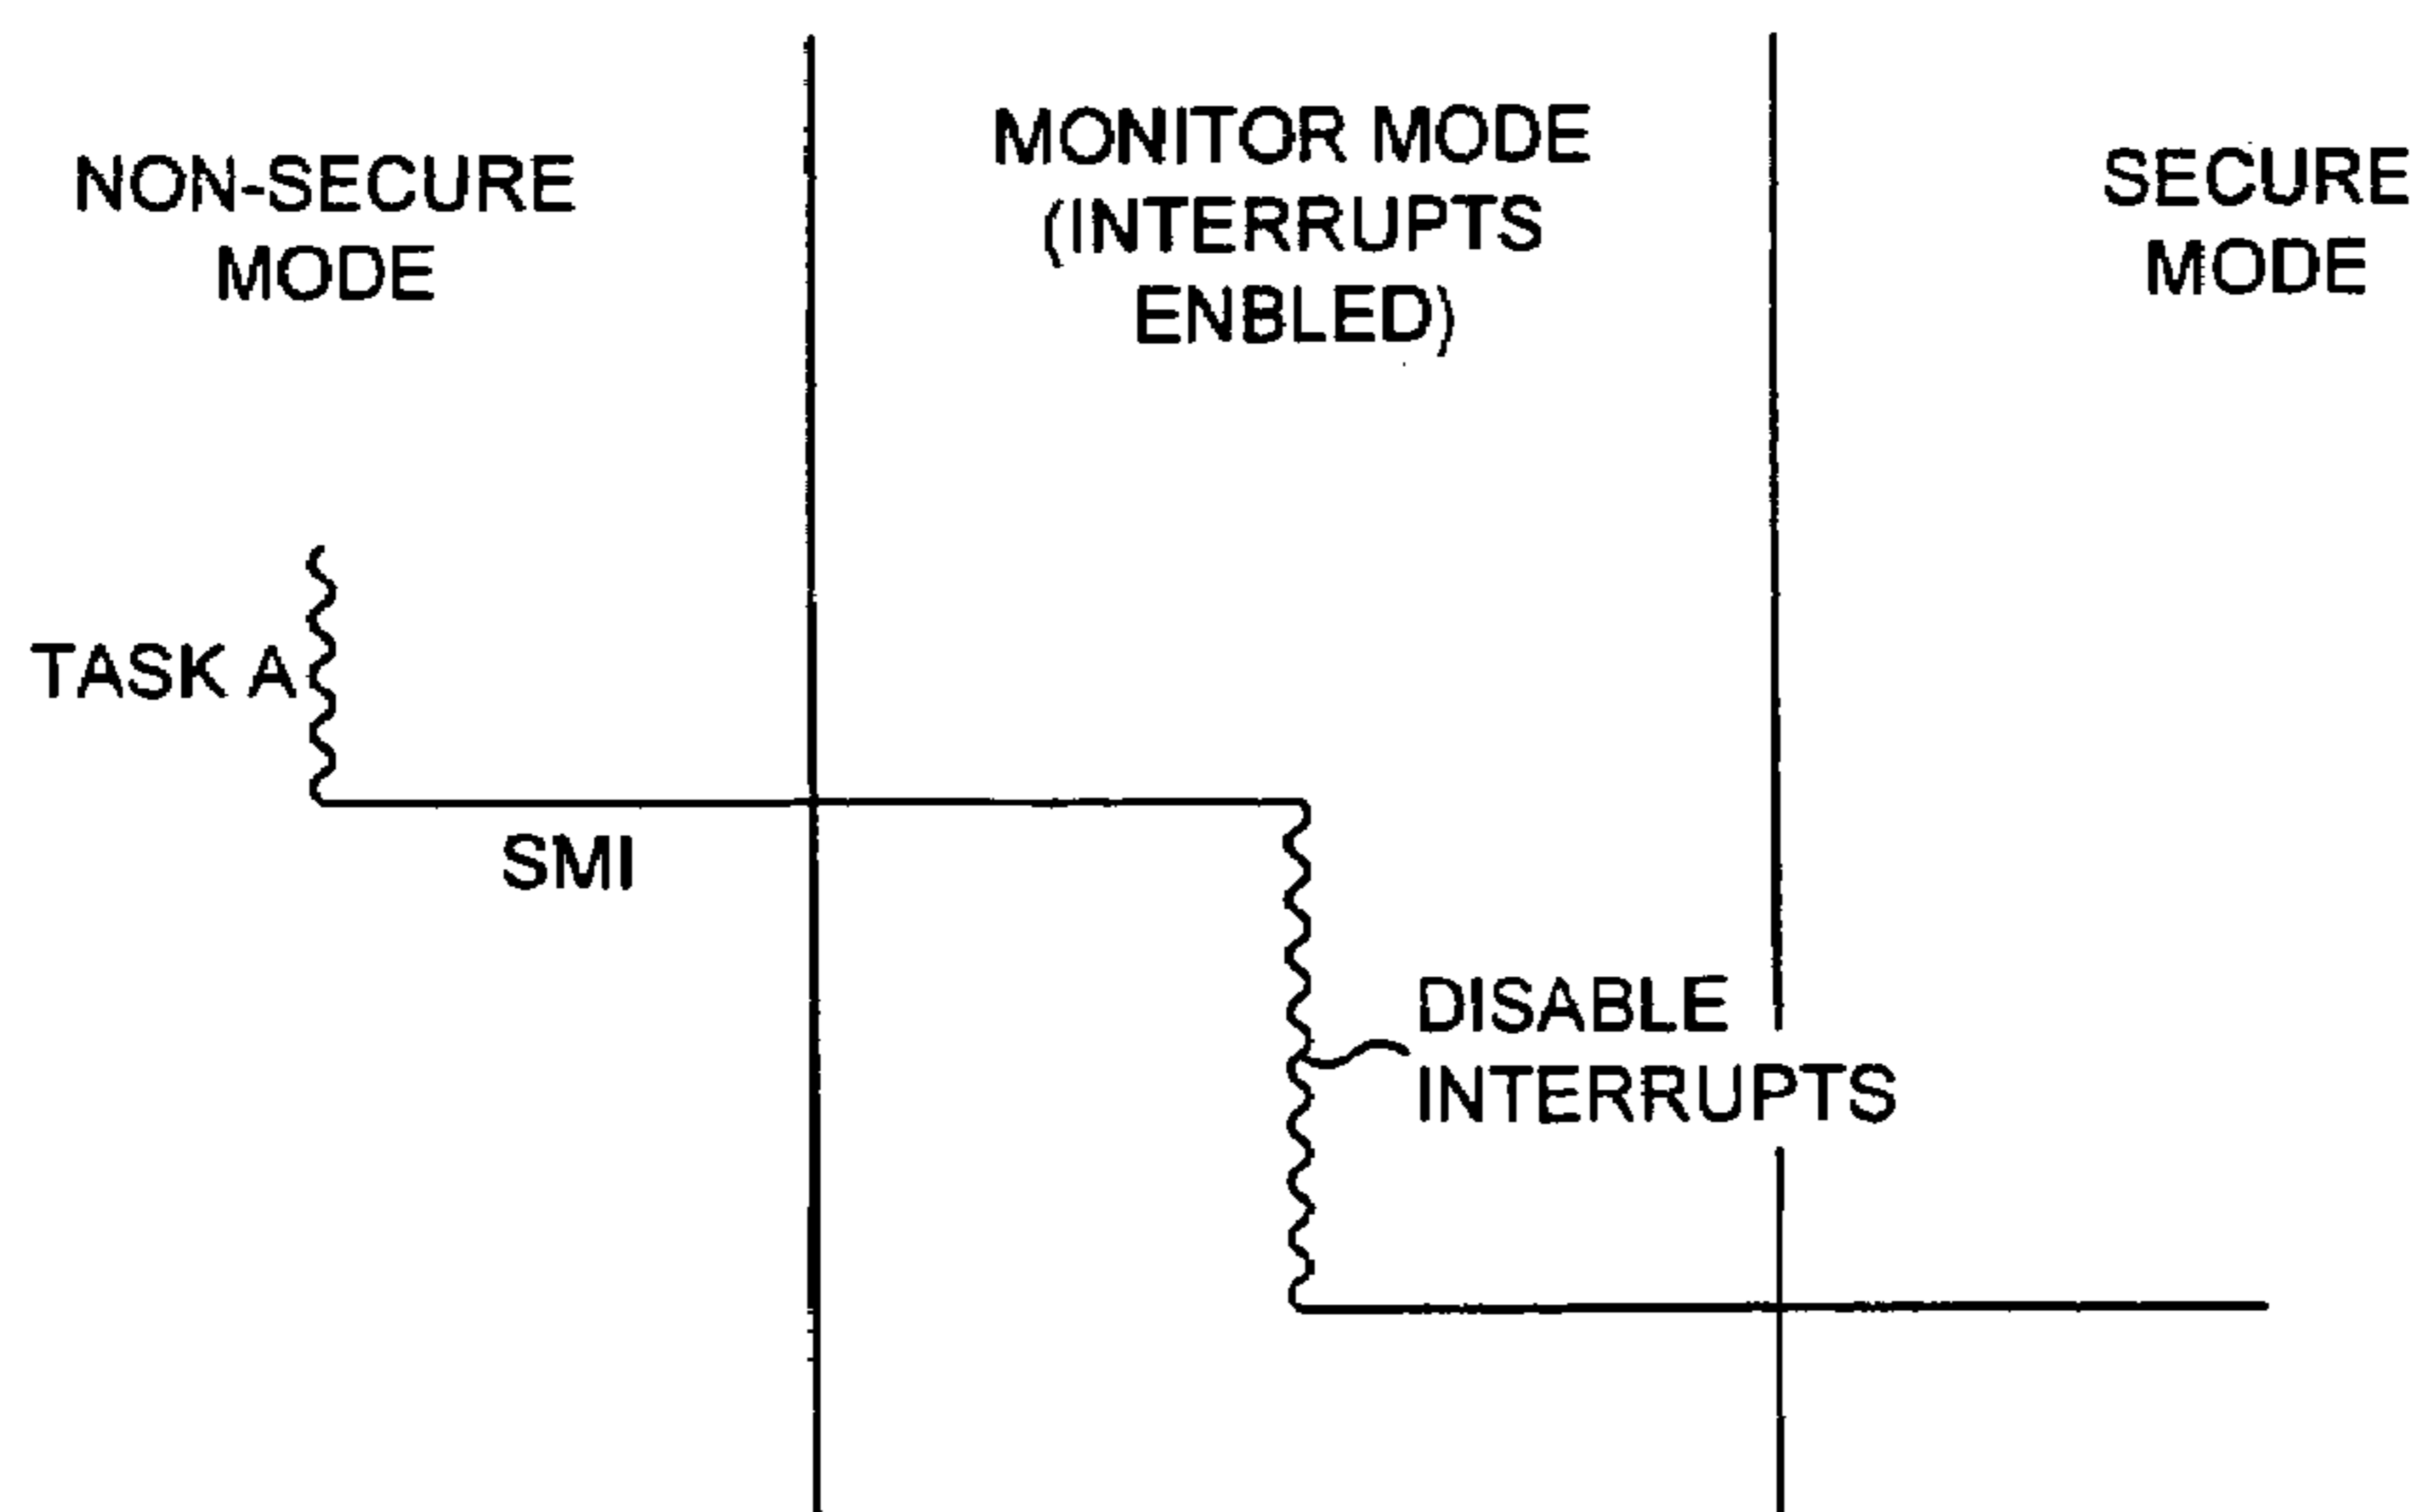 NON-SECURE
MODE
MONITOR MODE
(INTERRUPTS
ENBLED)
SECURE
MODE
TASK A
SMI
DISABLE
INTERRUPTS